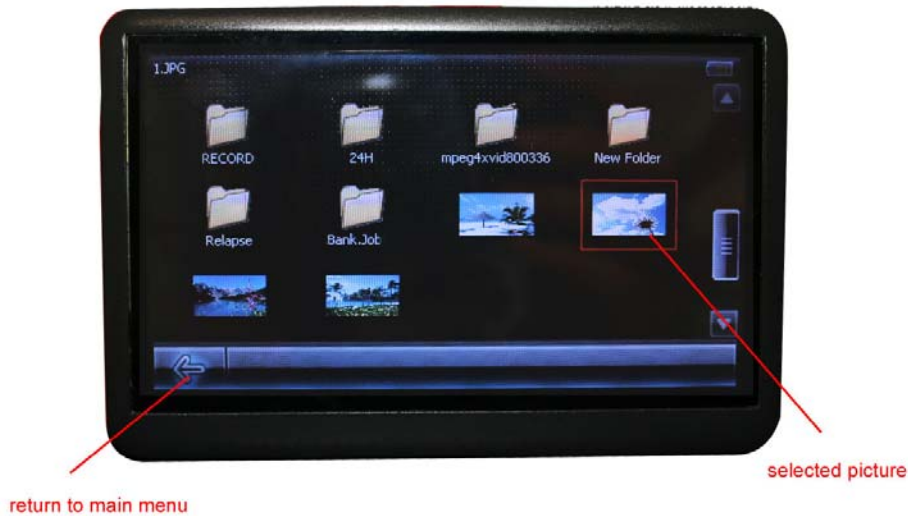 1.JPG
RECORD
24H
mpeg4xvid800336
New Folder
Relapse
Bank.Job
selected picture
return to main menu